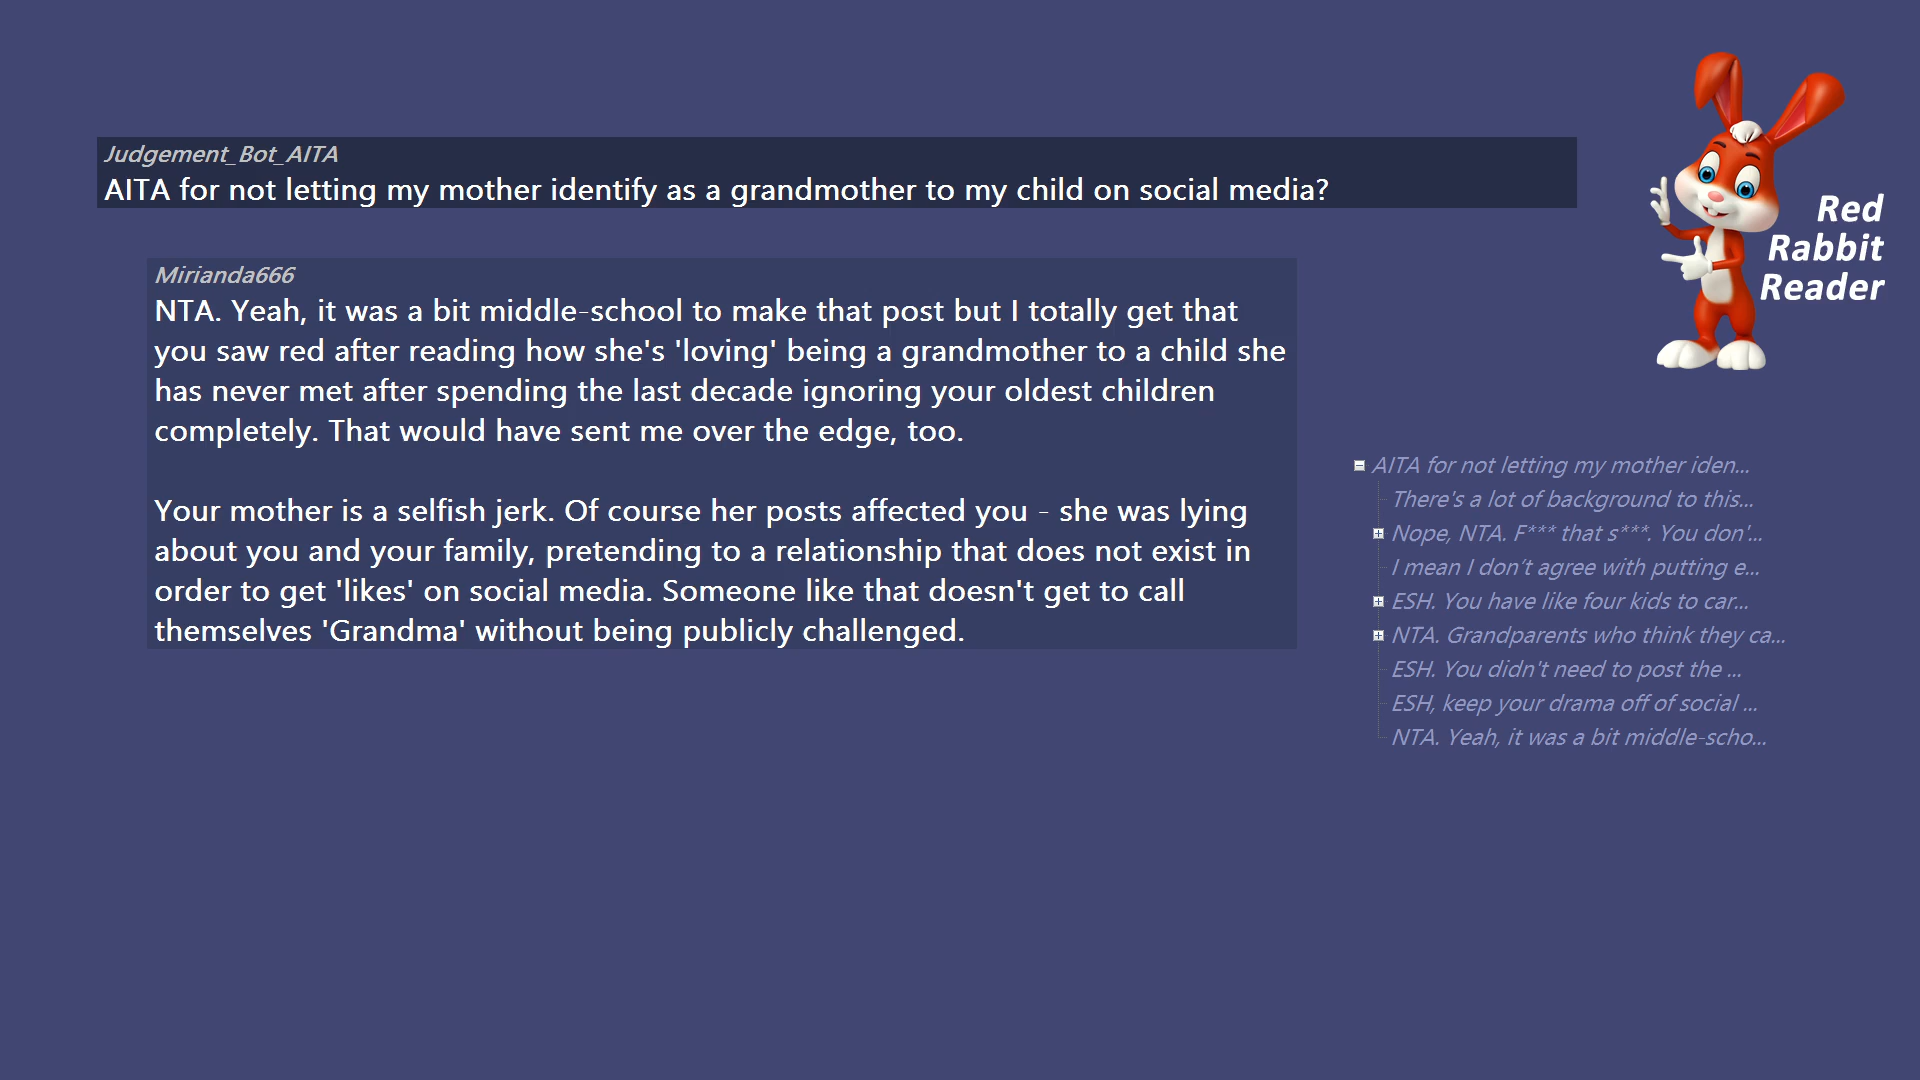 Judgement_Bot_AITA
AITA for not letting my mother identify as a grandmother to my child on social media?
Mirianda666
NTA. Yeah, it was a bit middle-school to make that post but I totally get that
you saw red after reading how she's 'loving' being a grandmother to a child she
has never met after spending the last decade ignoring your oldest children
completely. That would have sent me over the edge, too.
Your mother is a selfish jerk. Of course her posts affected you - she was lying
about you and your family, pretending to a relationship that does not exist in
order to get 'likes' on social media. Someone like that doesn't get to call
themselves 'Grandma' without being publicly challenged.
Red
Rabbit
Reader
AITA for not letting my mother iden...
There's a lot of background to this...
Nope, NTA. F*** that s***. You don'...
I mean I don’t agree with putting e...
ESH. You have like four kids to car...
NTA. Grandparents who think they ca...
ESH. You didn't need to post the ...
ESH, keep your drama off of social ...
NTA. Yeah, it was a bit middle-scho...